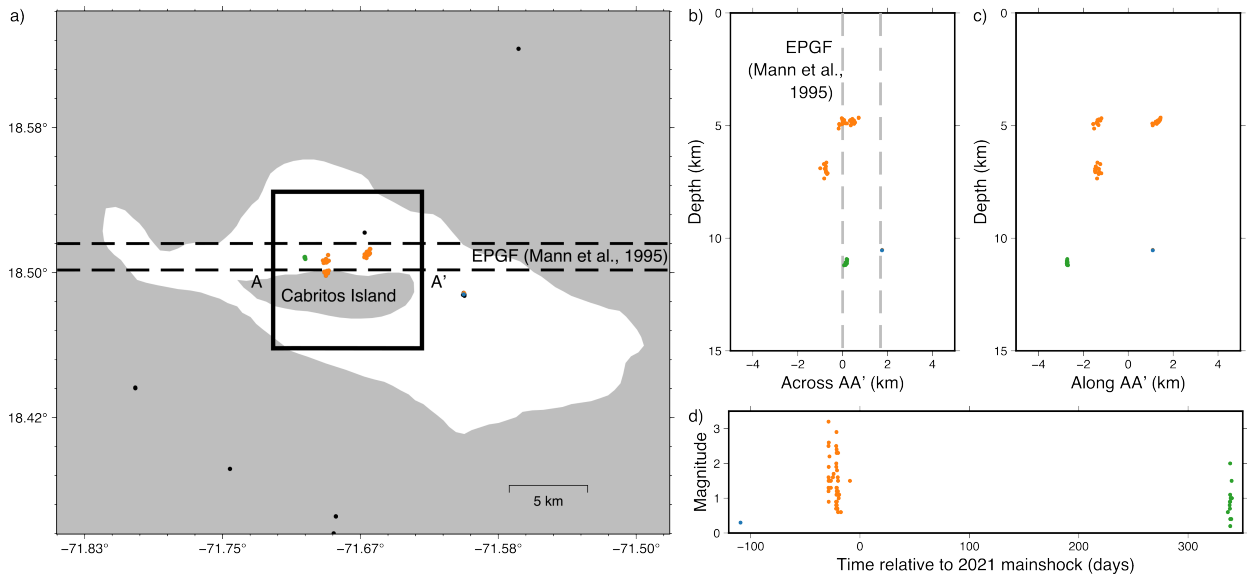 a)
18.58°
18.50°
18.42°
−71.83°
−71.75°
−71.67°
−71.58°
−71.50°
EPGF (Mann et al., 1995)
A
A’
Cabritos Island
5 km
b)
EPGF
(Mann et al.,
1995)
0
5
10
15
Depth (km)
−4
−2
0
2
4
Across AA’ (km)
c)
0
5
10
15
Depth (km)
−4
−2
0
2
4
Along AA’ (km)
d)
Magnitude
3
2
1
0
−100
0
100
200
300
Time relative to 2021 mainshock (days)